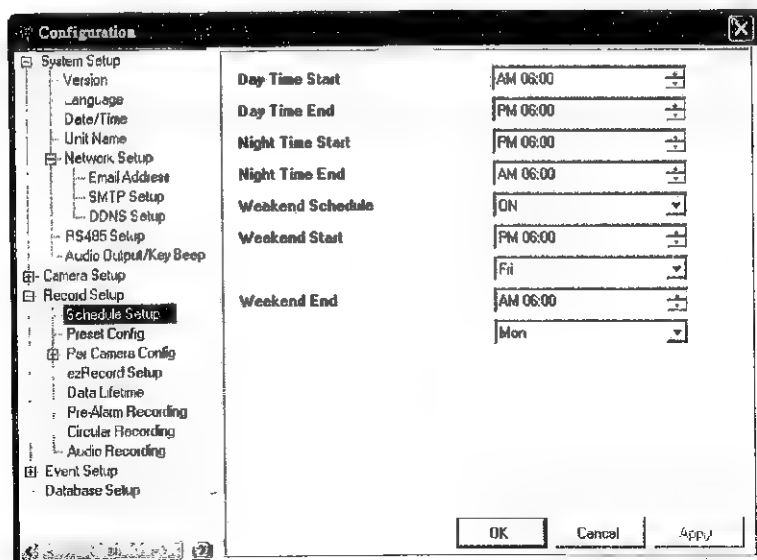 Configuration
System Setup
Version
Language
Date/Time
Unit Name
Network Setup
Email Address
SMTP Setup
DDNS Setup
RS485 Setup
Audio Output/Key Beep
Camera Setup
Record Setup
Schedule Setup
Preset Config
Per Camera Config
ezRecord Setup
Data Lifetime
Pre-Alarm Recording
Circular Recording
Audio Recording
Event Setup
Database Setup
Day Time Start AM 06:00
Day Time End PM 06:00
Night Time Start PM 06:00
Night Time End AM 06:00
Weekend Schedule ON
Weekend Start PM 06:00
Fri
Weekend End AM 06:00
Mon
OK Cancel Apply